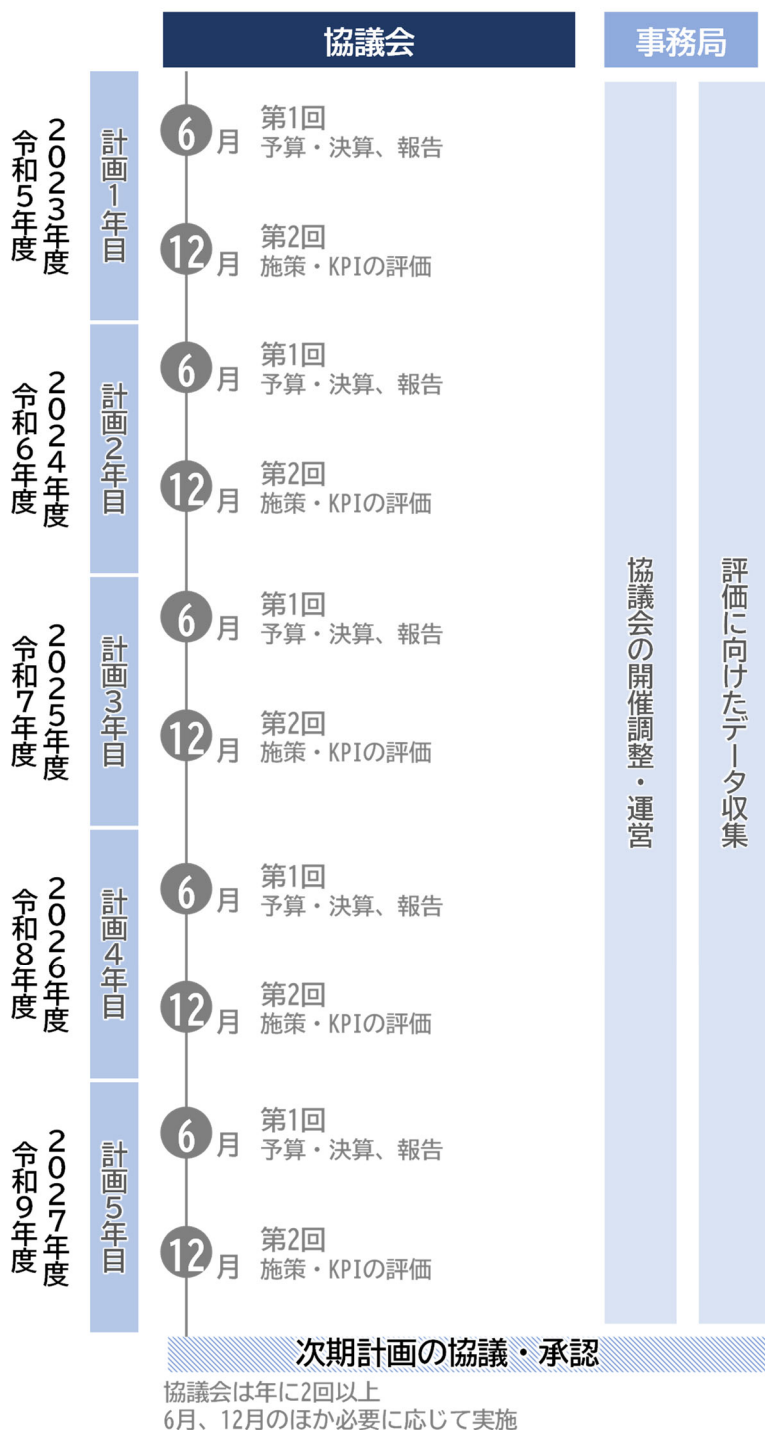 協議会
事務局
2023年度
令和5年度
計画1年目
6月
第1回
予算・決算、報告
12月
第2回
施策・KPIの評価
2024年度
令和6年度
計画2年目
6月
第1回
予算・決算、報告
12月
第2回
施策・KPIの評価
2025年度
令和7年度
計画3年目
6月
第1回
予算・決算、報告
12月
第2回
施策・KPIの評価
2026年度
令和8年度
計画4年目
6月
第1回
予算・決算、報告
12月
第2回
施策・KPIの評価
2027年度
令和9年度
計画5年目
6月
第1回
予算・決算、報告
12月
第2回
施策・KPIの評価
協議会の開催調整・運営
評価に向けたデータ収集
次期計画の協議・承認
協議会は年に2回以上
6月、12月のほか必要に応じて実施